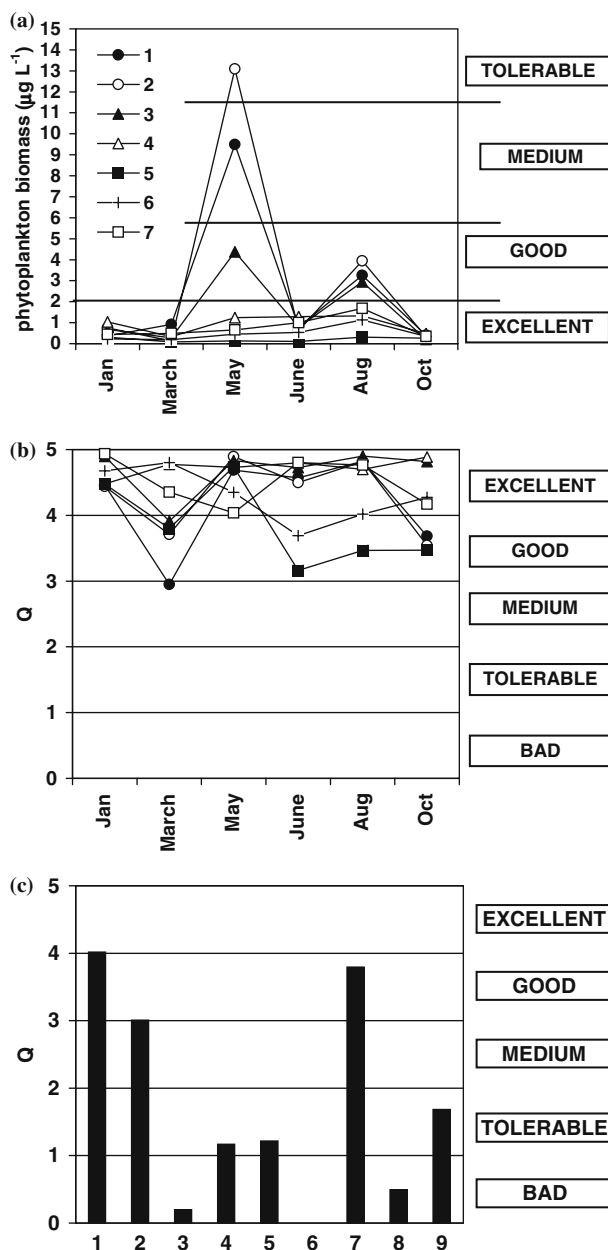 (a)
phytoplankton biomass (µg L⁻¹)
15
14
13
12
11
10
9
8
7
6
5
4
3
2
1
0
1
2
3
4
5
6
7
Jan
March
May
June
Aug
Oct
TOLERABLE
MEDIUM
GOOD
EXCELLENT
(b)
Q
5
4
3
2
1
0
Jan
March
May
June
Aug
Oct
EXCELLENT
GOOD
MEDIUM
TOLERABLE
BAD
(c)
Q
5
4
3
2
1
0
1 2 3 4 5 6 7 8 9
EXCELLENT
GOOD
MEDIUM
TOLERABLE
BAD